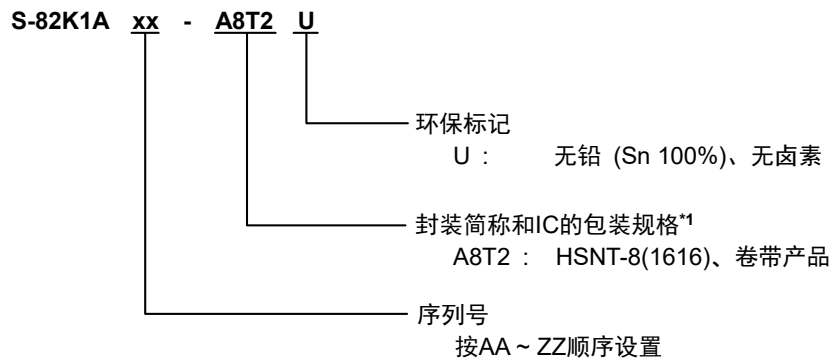 S-82K1A xx - A8T2 U
环保标记
U : 无铅 (Sn 100%)、无卤素
封装简称和IC的包装规格*1
A8T2 : HSNT-8(1616)、卷带产品
序列号
按AA ~ ZZ顺序设置